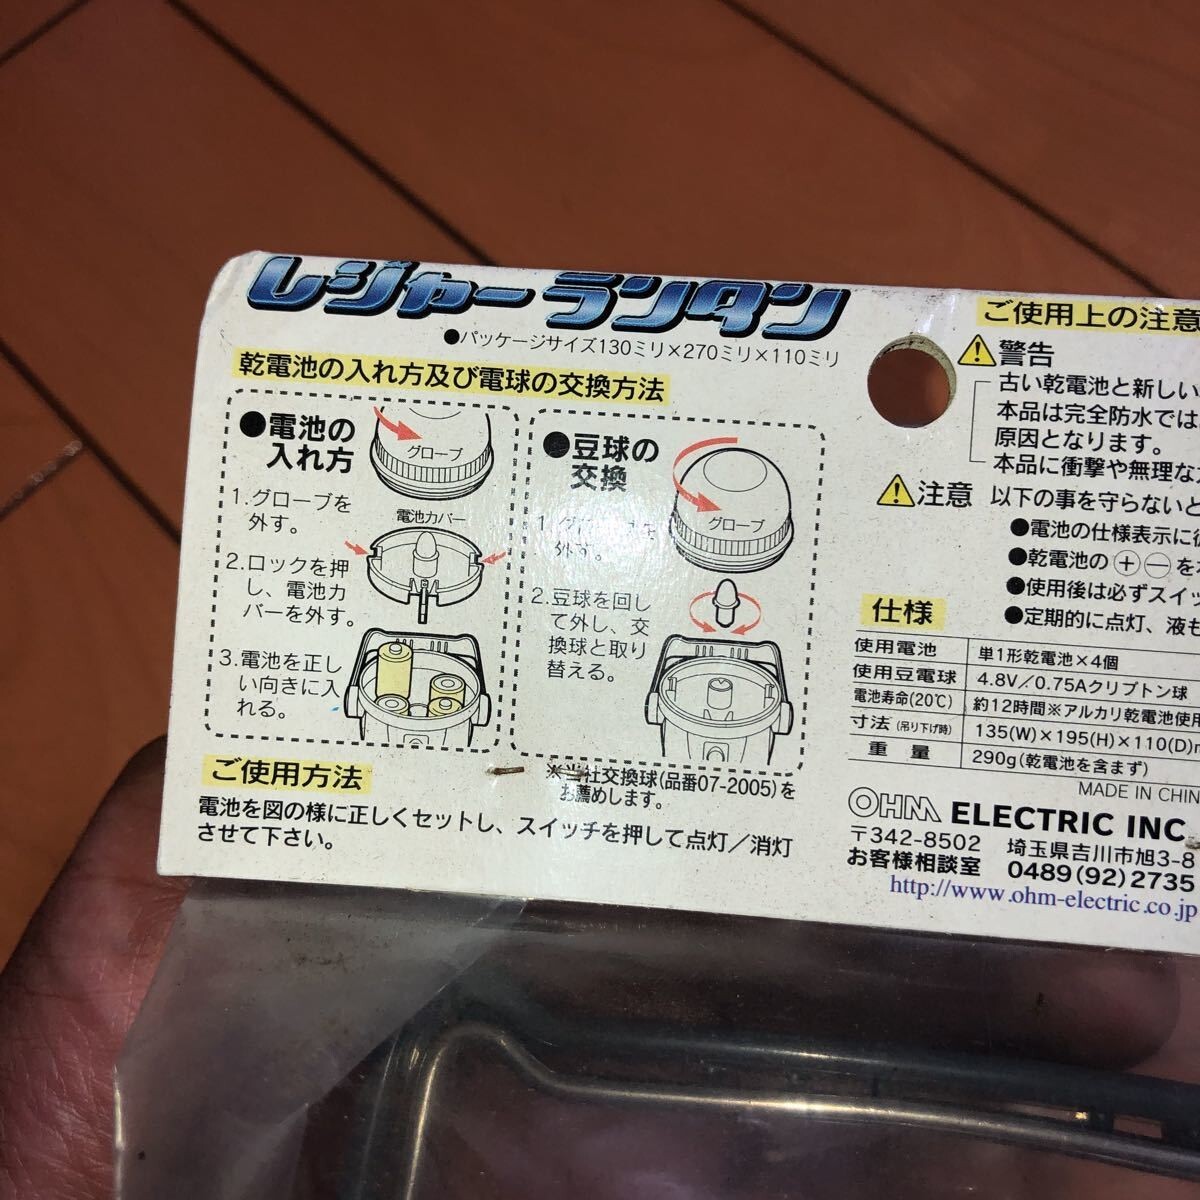 レジャーランタン
●パッケージサイズ130ミリ×270ミリ×110ミリ
乾電池の入れ方及び電球の交換方法
●電池の
入れ方
グローブ
1.グローブを
外す。
電池カバー
2.ロックを押
し、電池カ
バーを外す。
3.電池を正し
い向きに入
れる。
●豆球の
交換
グローブ
1.グローブを
外す。
2.豆球を回し
て外し、交
換球と取り
替える。
※当社交換球(品番07-2005)を
お薦めします。
ご使用方法
電池を図の様に正しくセットし、スイッチを押して点灯/消灯
させて下さい。
ご使用上の注意
警告
古い乾電池と新しい
本品は完全防水では
原因となります。
本品に衝撃や無理な
注意 以下の事を守らないと
●電池の仕様表示に
●乾電池の⊕⊖を
●使用後は必ずスイッ
●定期的に点灯、液も
仕様
使用電池 単1形乾電池×4個
使用豆電球 4.8V/0.75Aクリプトン球
電池寿命(20℃) 約12時間※アルカリ乾電池使用
寸法(吊り下げ時) 135(W)×195(H)×110(D)m
重量 290g(乾電池を含まず)
MADE IN CHIN
OHM ELECTRIC INC.
〒342-8502 埼玉県吉川市旭3-8
お客様相談室 0489(92)2735
http://www.ohm-electric.co.jp